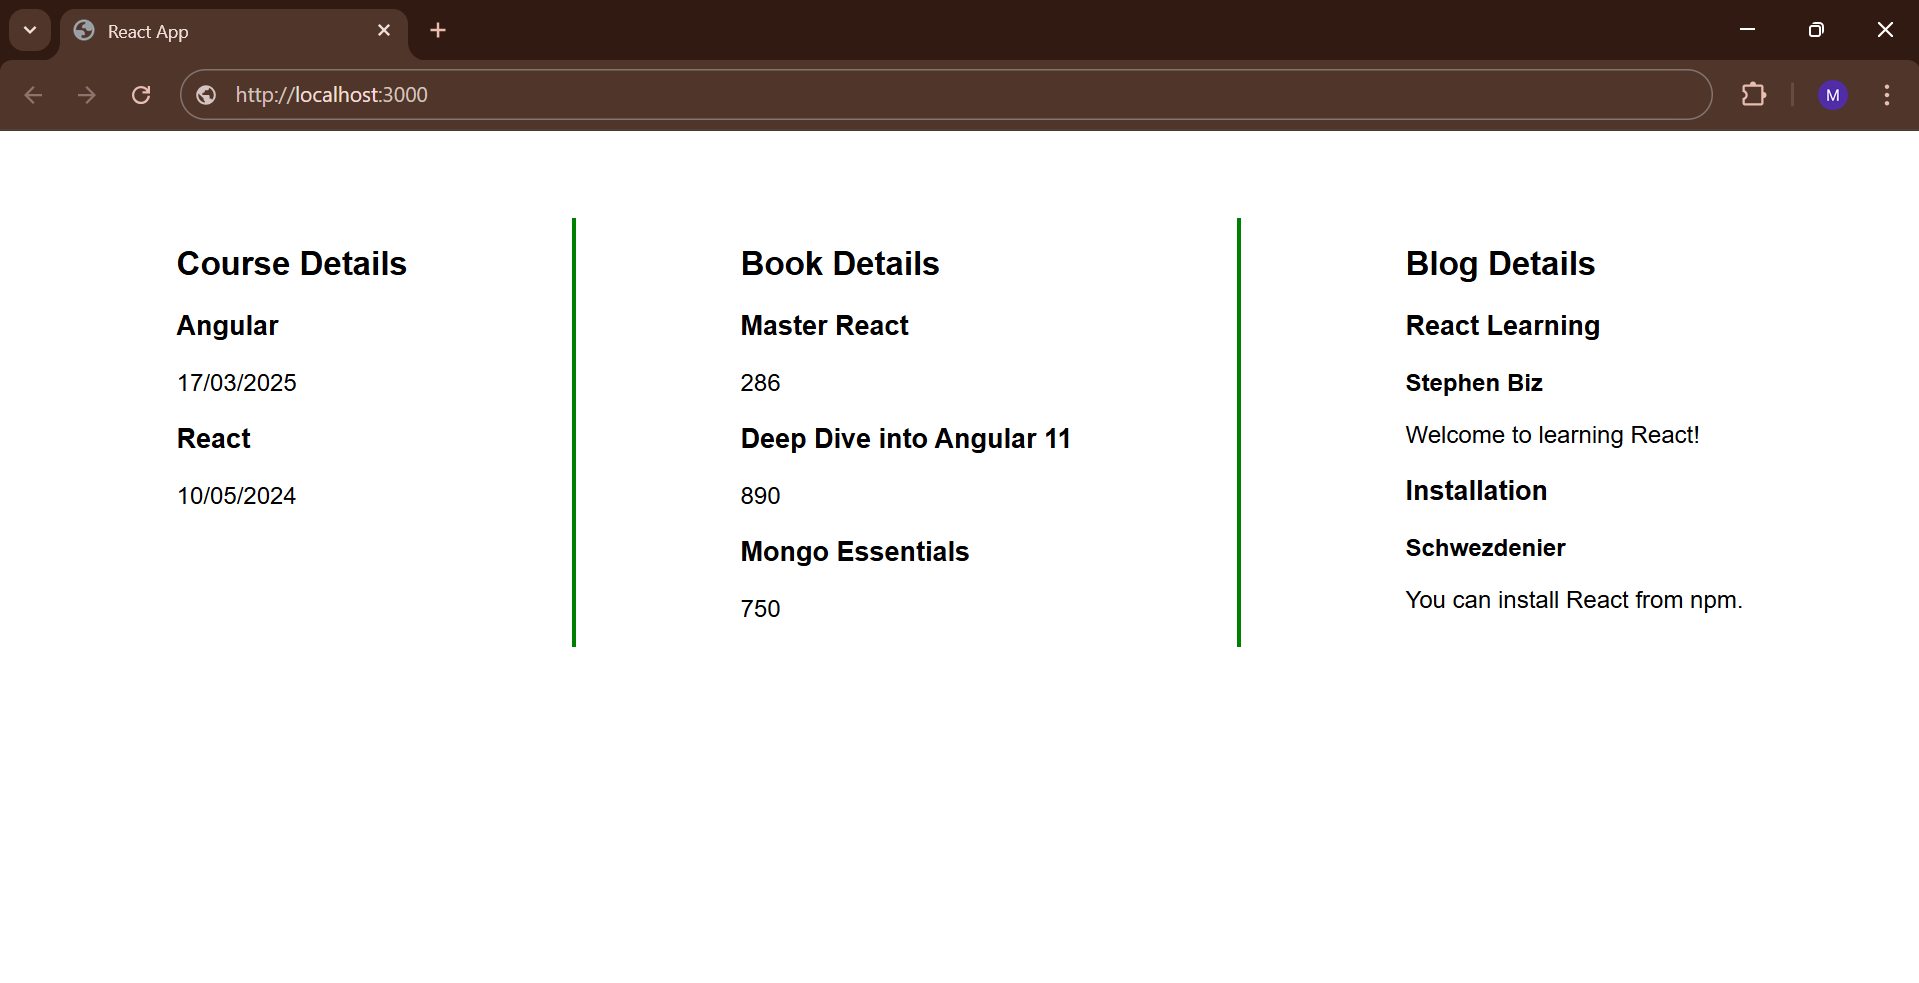 React App
http://localhost:3000
M
Course Details
Angular
17/03/2025
React
10/05/2024
Book Details
Master React
286
Deep Dive into Angular 11
890
Mongo Essentials
750
Blog Details
React Learning
Stephen Biz
Welcome to learning React!
Installation
Schwezdenier
You can install React from npm.